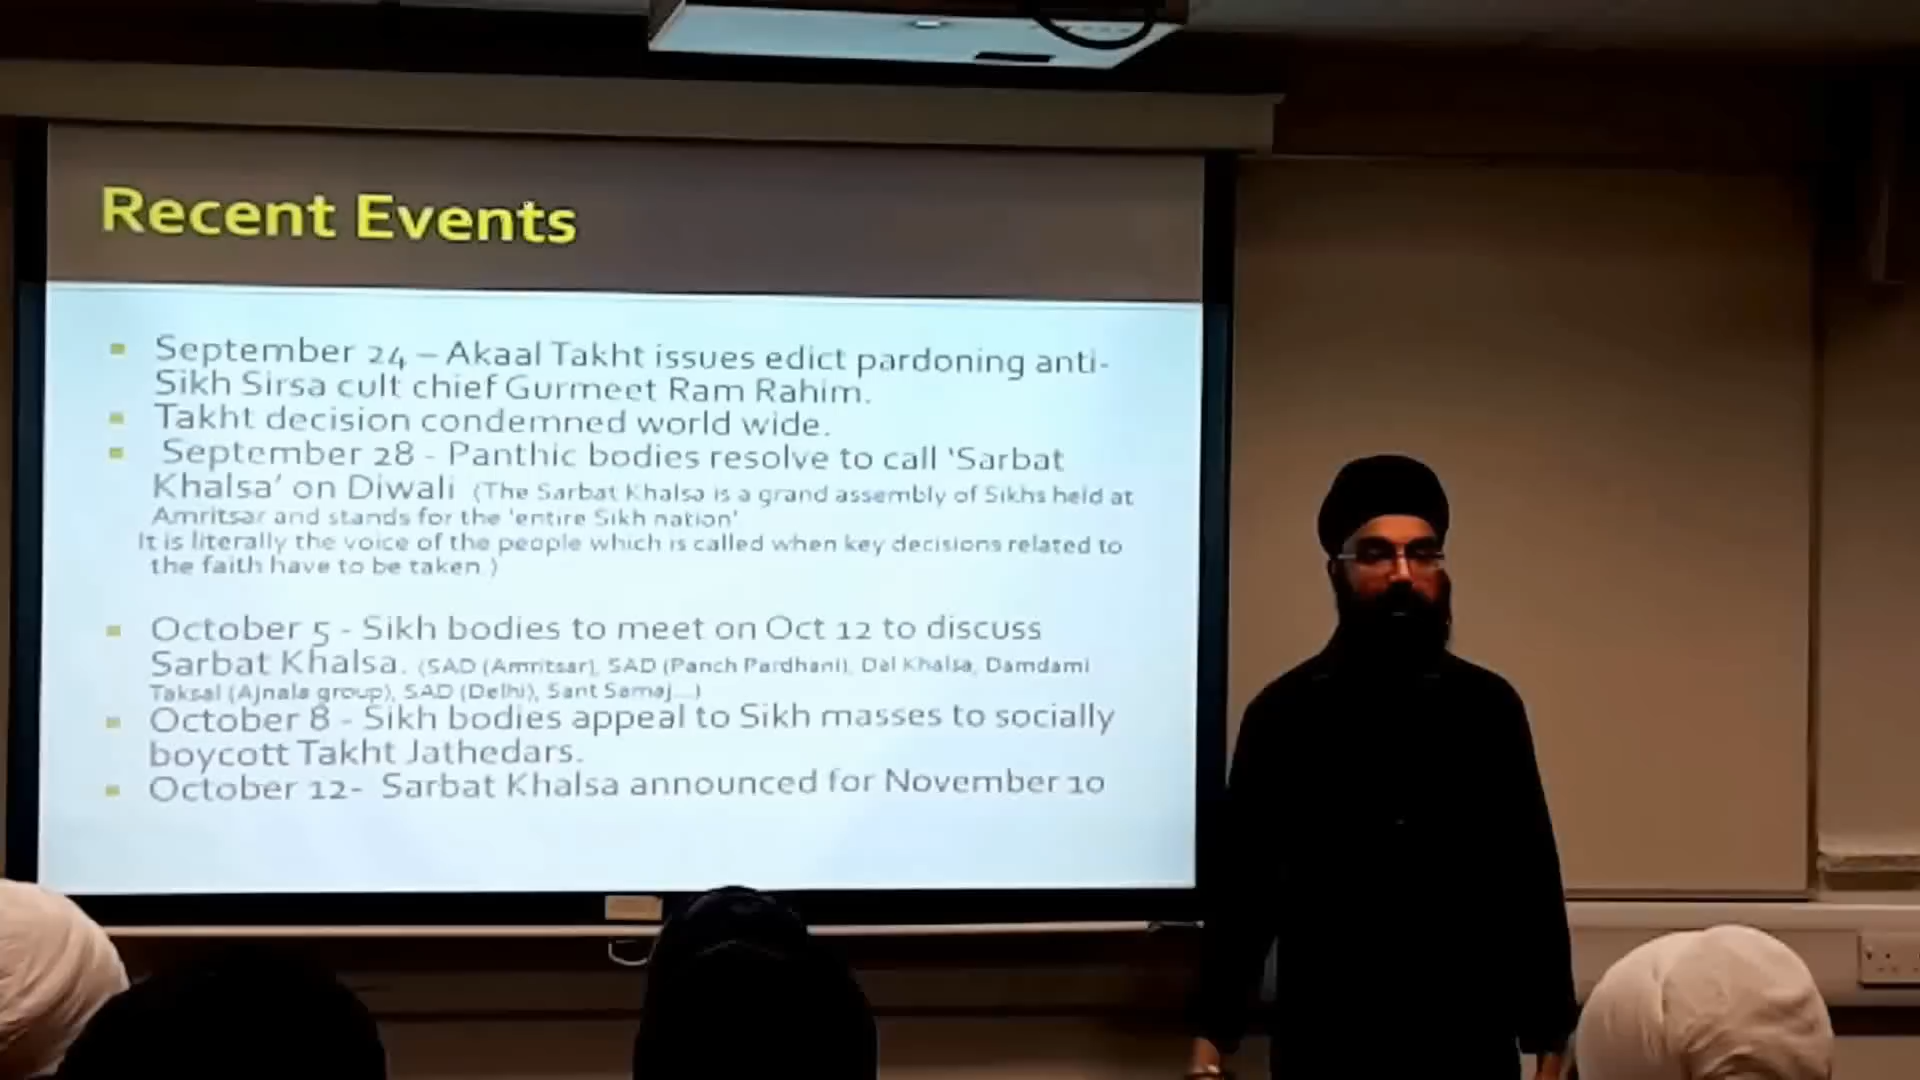 Recent Events
September 24 – Akaal Takht issues edict pardoning anti-
Sikh Sirsa cult chief Gurmeet Ram Rahim.
Takht decision condemned world wide.
September 28 - Panthic bodies resolve to call 'Sarbat
Khalsa' on Diwali (The Sarbat Khalsa is a grand assembly of Sikhs held at
Amritsar and stands for the 'entire Sikh nation'
It is literally the voice of the people which is called when key decisions related to
the faith have to be taken.)
October 5 - Sikh bodies to meet on Oct 12 to discuss
Sarbat Khalsa. (SAD (Amritsar), SAD (Panch Pardhani), Dal Khalsa, Damdami
Taksal (Ajnala group), SAD (Delhi), Sant Samaj...)
October 8 - Sikh bodies appeal to Sikh masses to socially
boycott Takht Jathedars.
October 12- Sarbat Khalsa announced for November 10